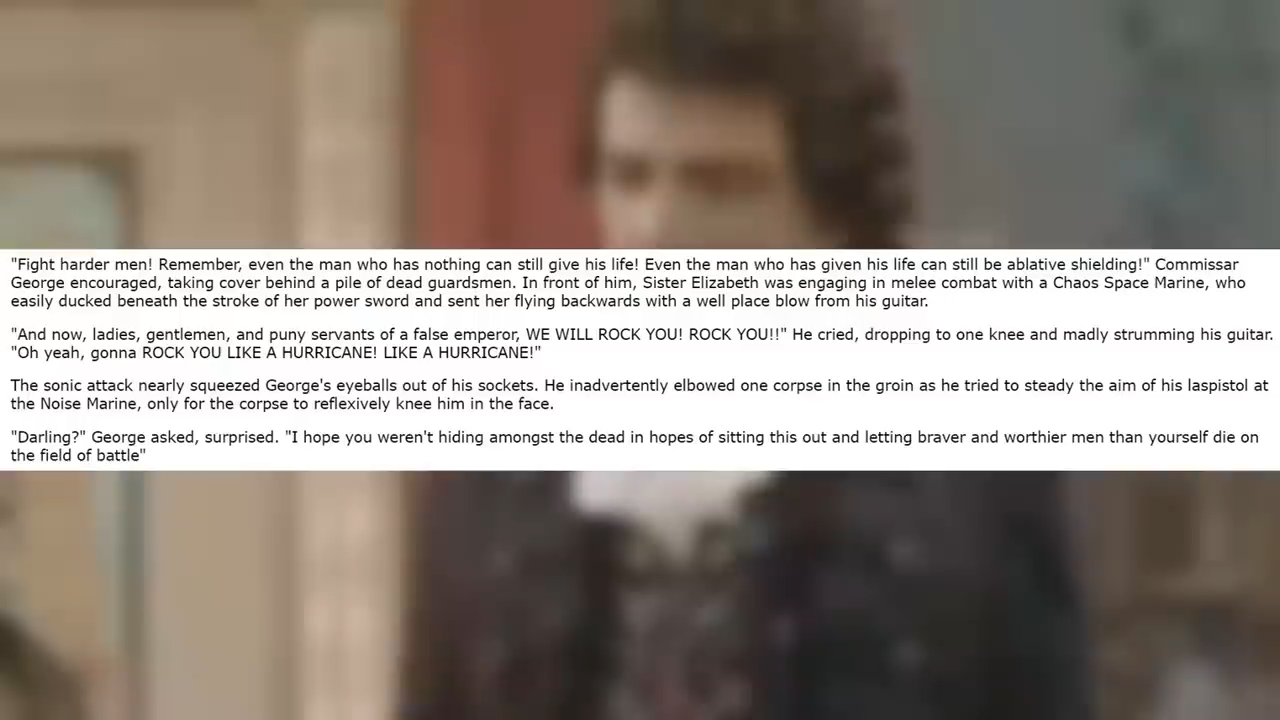 "Fight harder men! Remember, even the man who has nothing can still give his life! Even the man who has given his life can still be ablative shielding!" Commissar
George encouraged, taking cover behind a pile of dead guardsmen. In front of him, Sister Elizabeth was engaging in melee combat with a Chaos Space Marine, who
easily ducked beneath the stroke of her power sword and sent her flying backwards with a well place blow from his guitar.
"And now, ladies, gentlemen, and puny servants of a false emperor, WE WILL ROCK YOU! ROCK YOU!!" He cried, dropping to one knee and madly strumming his guitar.
"Oh yeah, gonna ROCK YOU LIKE A HURRICANE! LIKE A HURRICANE!"
The sonic attack nearly squeezed George's eyeballs out of his sockets. He inadvertently elbowed one corpse in the groin as he tried to steady the aim of his laspistol at
the Noise Marine, only for the corpse to reflexively knee him in the face.
"Darling?" George asked, surprised. "I hope you weren't hiding amongst the dead in hopes of sitting this out and letting braver and worthier men than yourself die on
the field of battle"